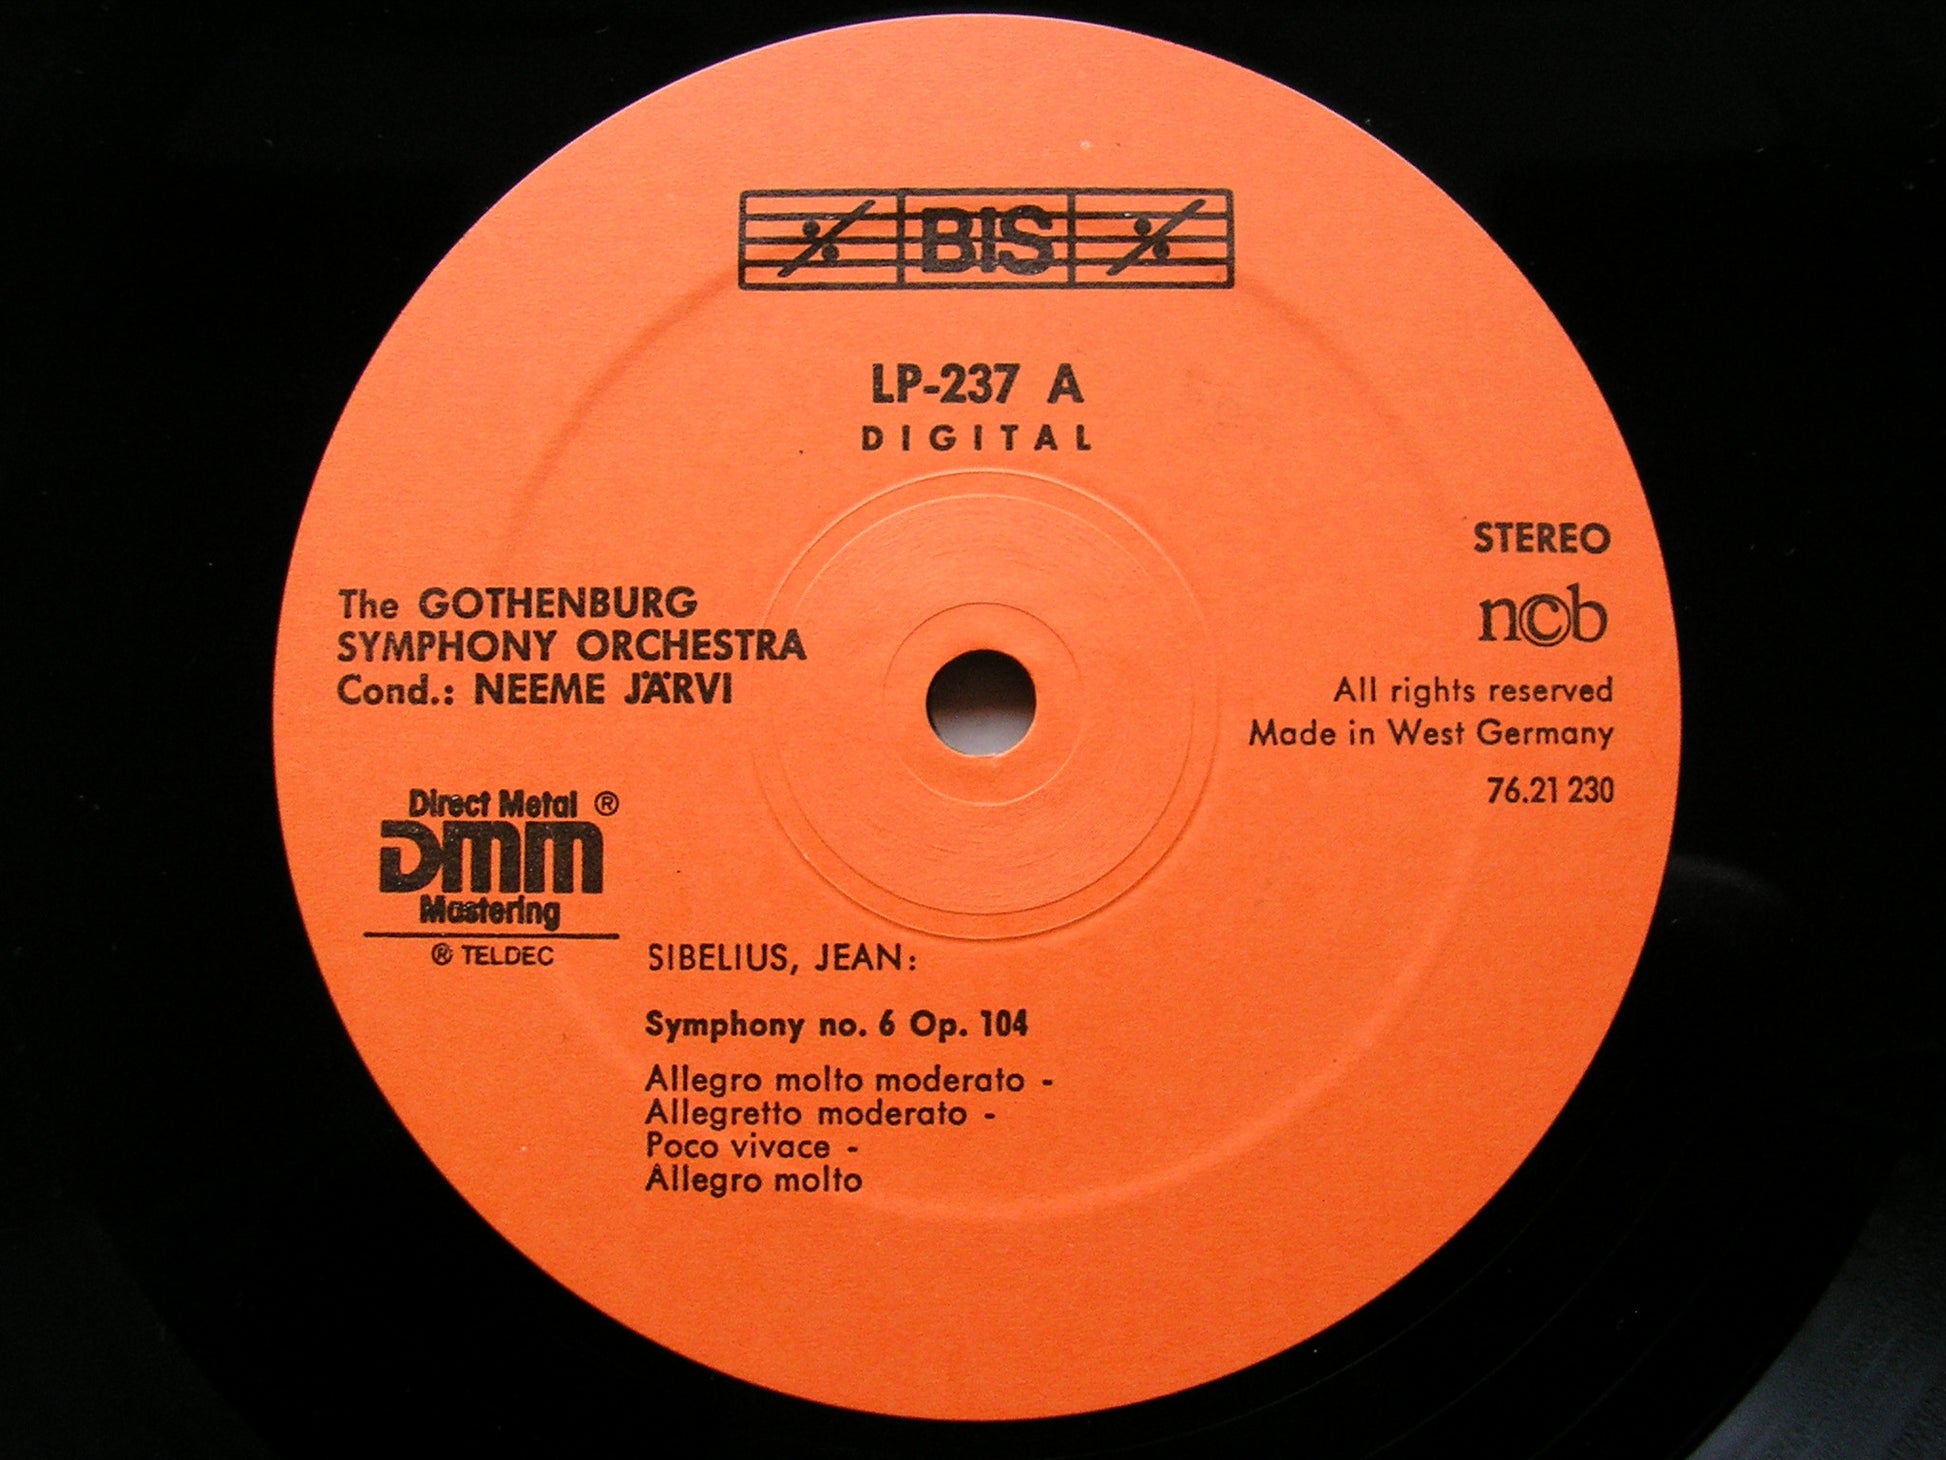 BIS
LP-237 A
DIGITAL
STEREO
ncb
The GOTHENBURG
SYMPHONY ORCHESTRA
Cond.: NEEME JÄRVI
All rights reserved
Made in West Germany
76.21 230
Direct Metal ®
DMM
Mastering
® TELDEC
SIBELIUS, JEAN:
Symphony no. 6 Op. 104
Allegro molto moderato -
Allegretto moderato -
Poco vivace -
Allegro molto